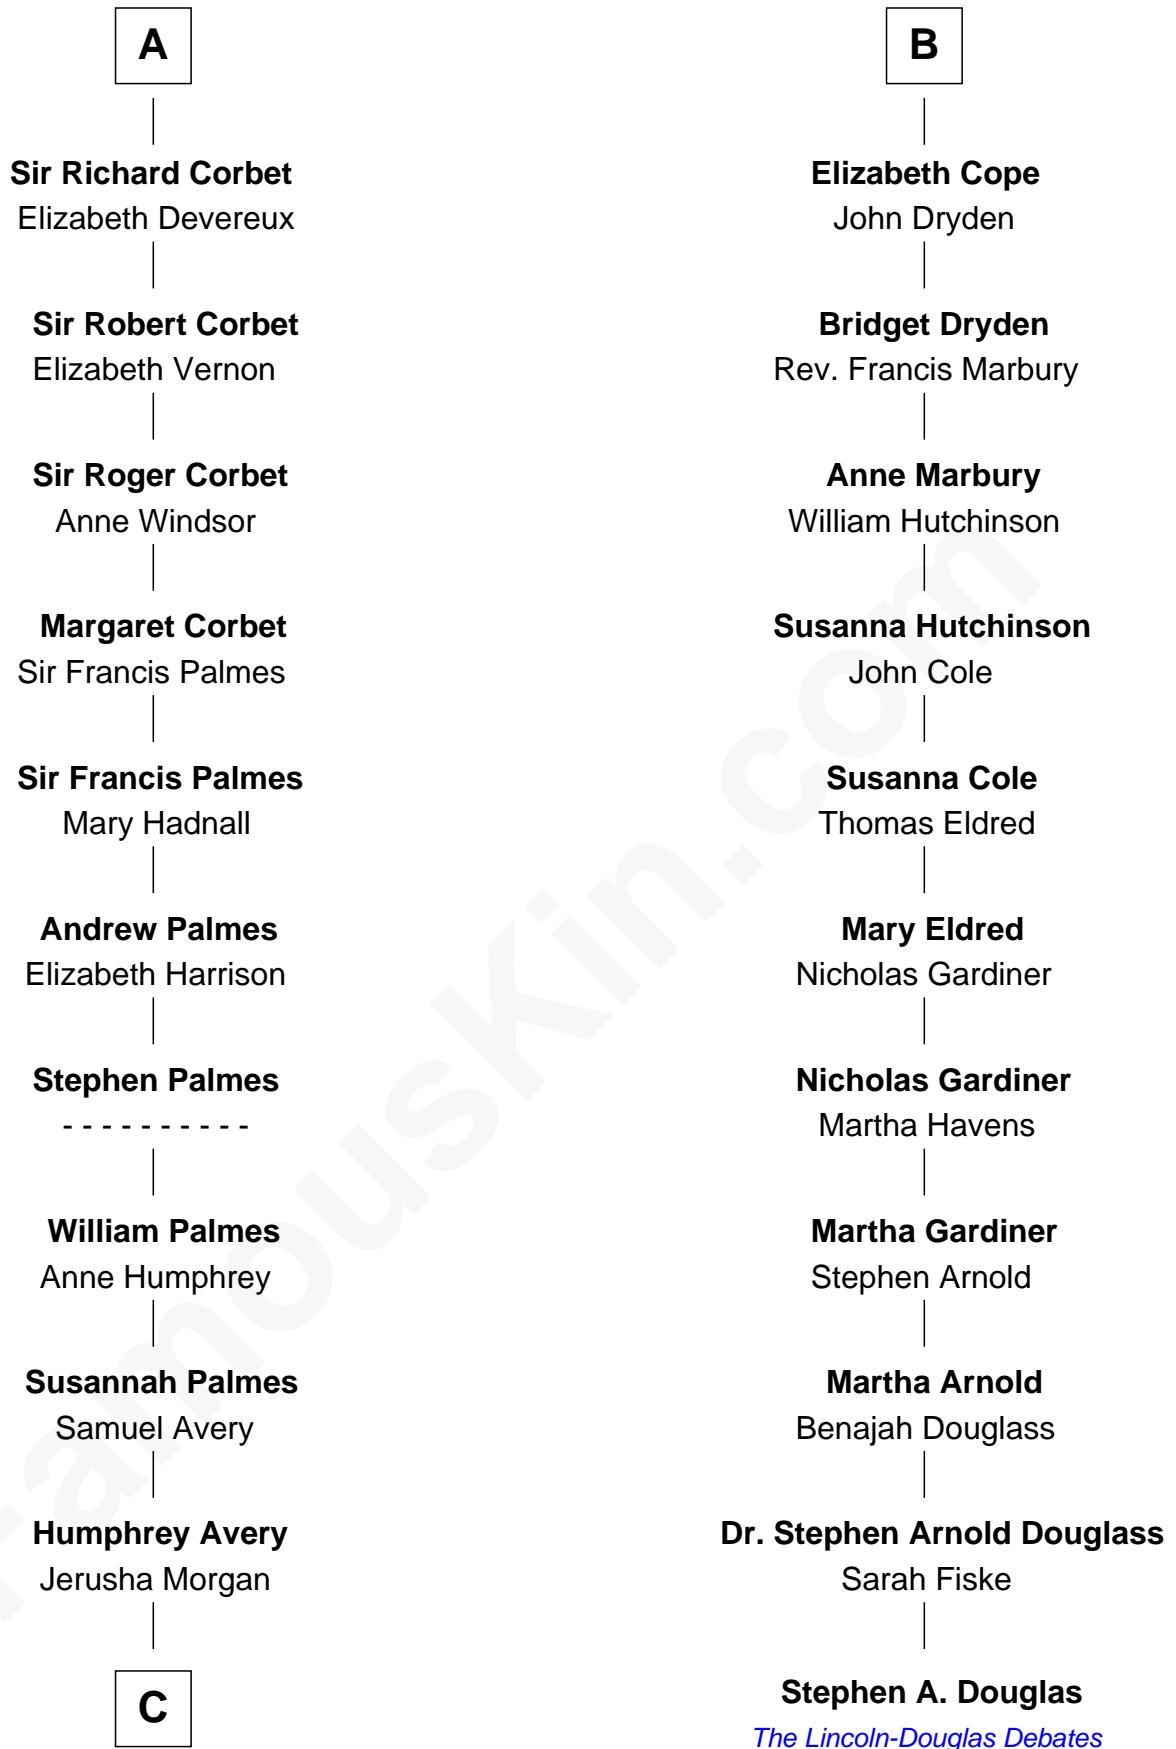 A
Sir Richard Corbet
Elizabeth Devereux
Sir Robert Corbet
Elizabeth Vernon
Sir Roger Corbet
Anne Windsor
Margaret Corbet
Sir Francis Palmes
Sir Francis Palmes
Mary Hadnall
Andrew Palmes
Elizabeth Harrison
Stephen Palmes
- - - - - - - - - -
William Palmes
Anne Humphrey
Susannah Palmes
Samuel Avery
Humphrey Avery
Jerusha Morgan
C
B
Elizabeth Cope
John Dryden
Bridget Dryden
Rev. Francis Marbury
Anne Marbury
William Hutchinson
Susanna Hutchinson
John Cole
Susanna Cole
Thomas Eldred
Mary Eldred
Nicholas Gardiner
Nicholas Gardiner
Martha Havens
Martha Gardiner
Stephen Arnold
Martha Arnold
Benajah Douglass
Dr. Stephen Arnold Douglass
Sarah Fiske
Stephen A. Douglas
The Lincoln-Douglas Debates
FamousKin.com